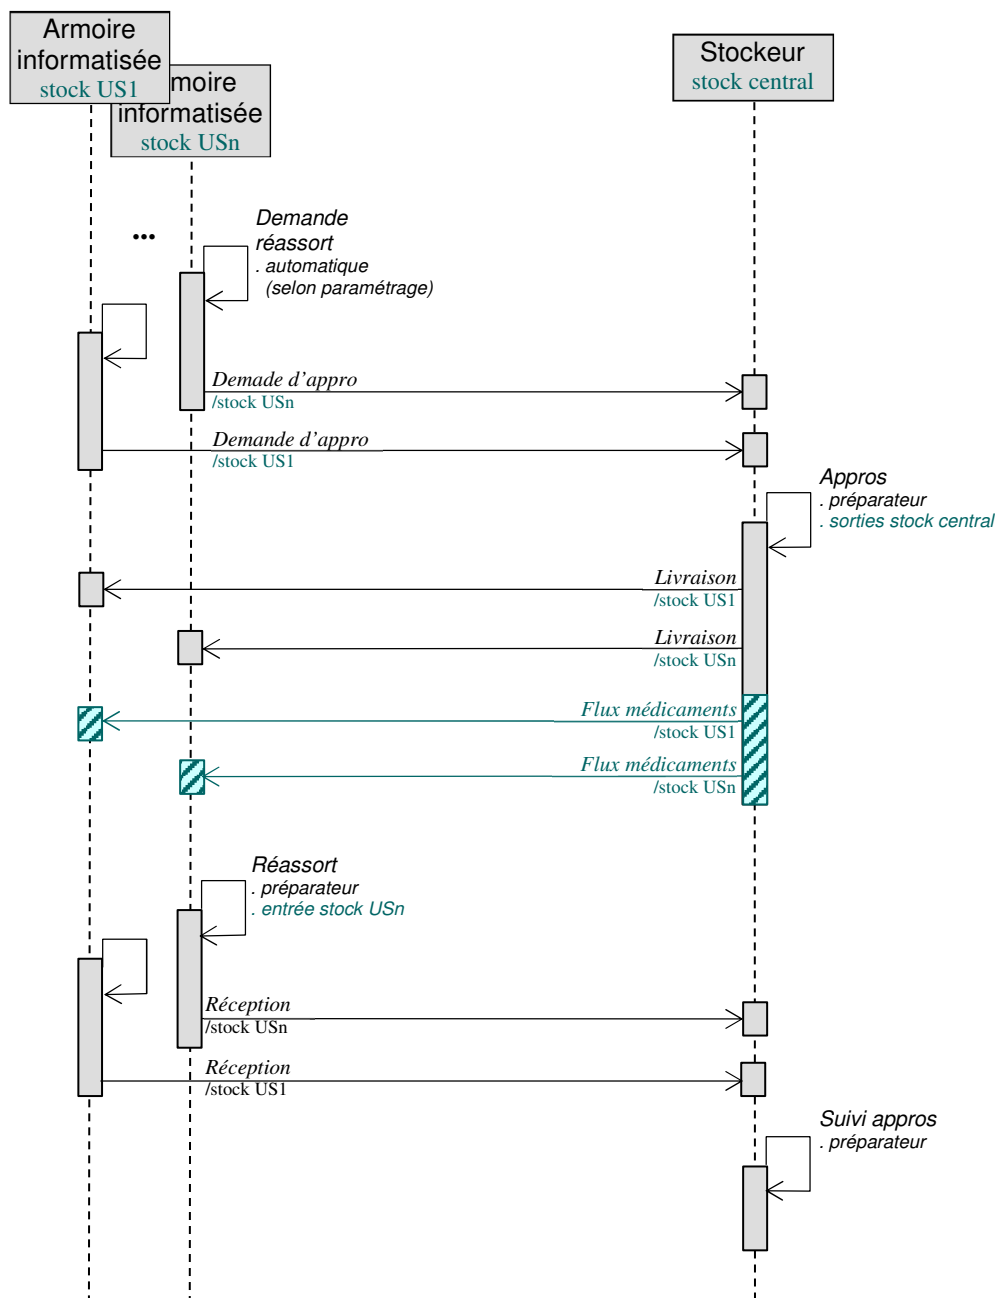 Armoire
informatisée
stock US1
moire
informatisée
stock USn
Stockeur
stock central
...
Demande
réassort
. automatique
(selon paramétrage)
Demade d'appro
/stock USn
Demande d'appro
/stock US1
Appros
. préparateur
. sorties stock central
Livraison
/stock US1
Livraison
/stock USn
Flux médicaments
/stock US1
Flux médicaments
/stock USn
Réassort
. préparateur
. entrée stock USn
Réception
/stock USn
Réception
/stock US1
Suivi appros
. préparateur